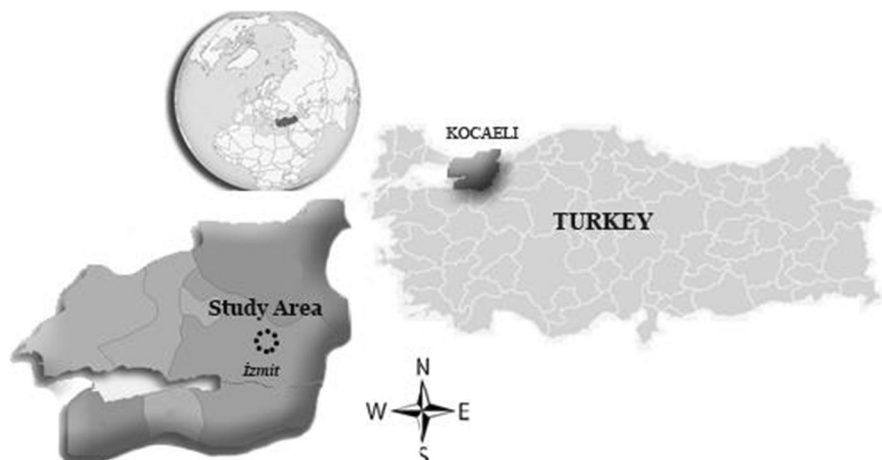 KOCAELI
TURKEY
Study Area
İzmit
N
W E
S